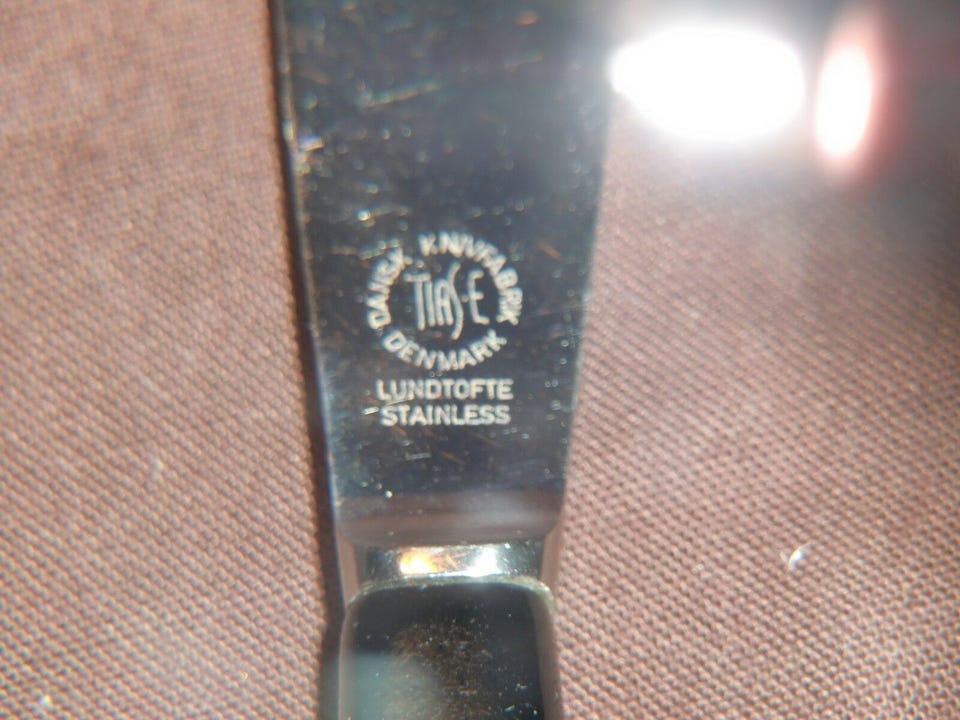 DANSK KNIVFABRIK
TIAS-E
DENMARK
LUNDTOFTE
STAINLESS